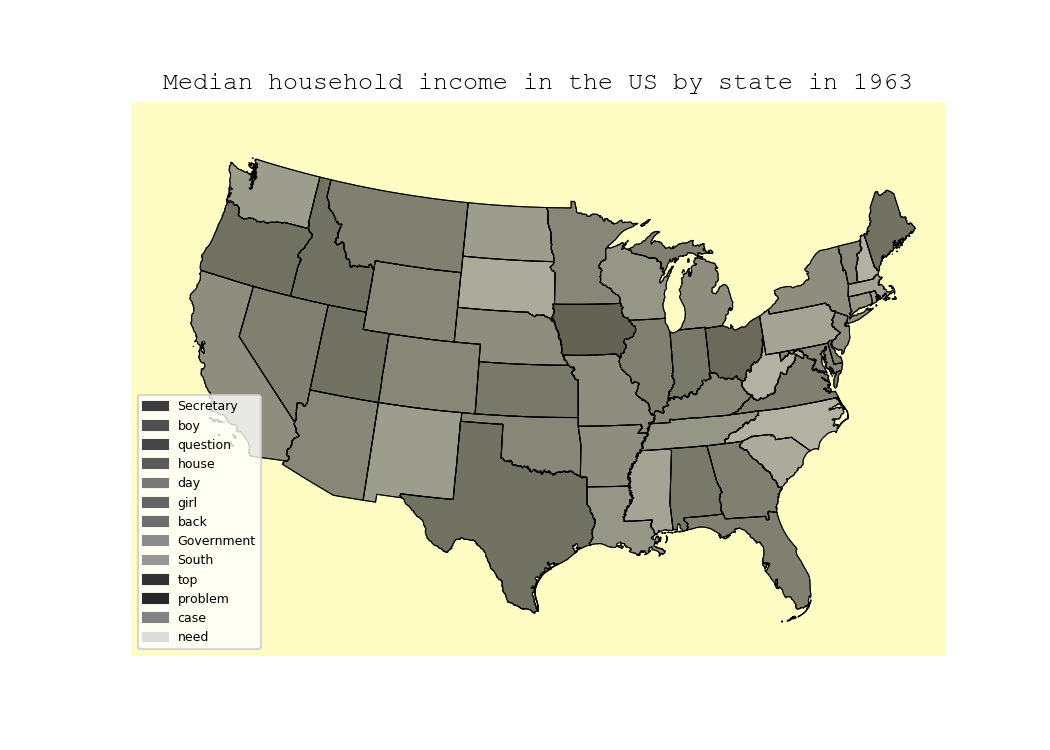 Median household income in the US by state in 1963
Secretary
boy
question
house
day
girl
back
Government
South
top
problem
case
need